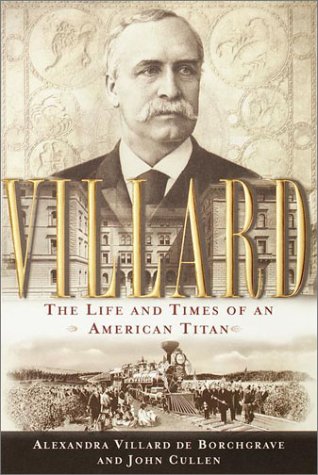 VILLARD
THE LIFE AND TIMES OF AN
AMERICAN TITAN
ALEXANDRA VILLARD DE BORCHGRAVE
AND JOHN CULLEN